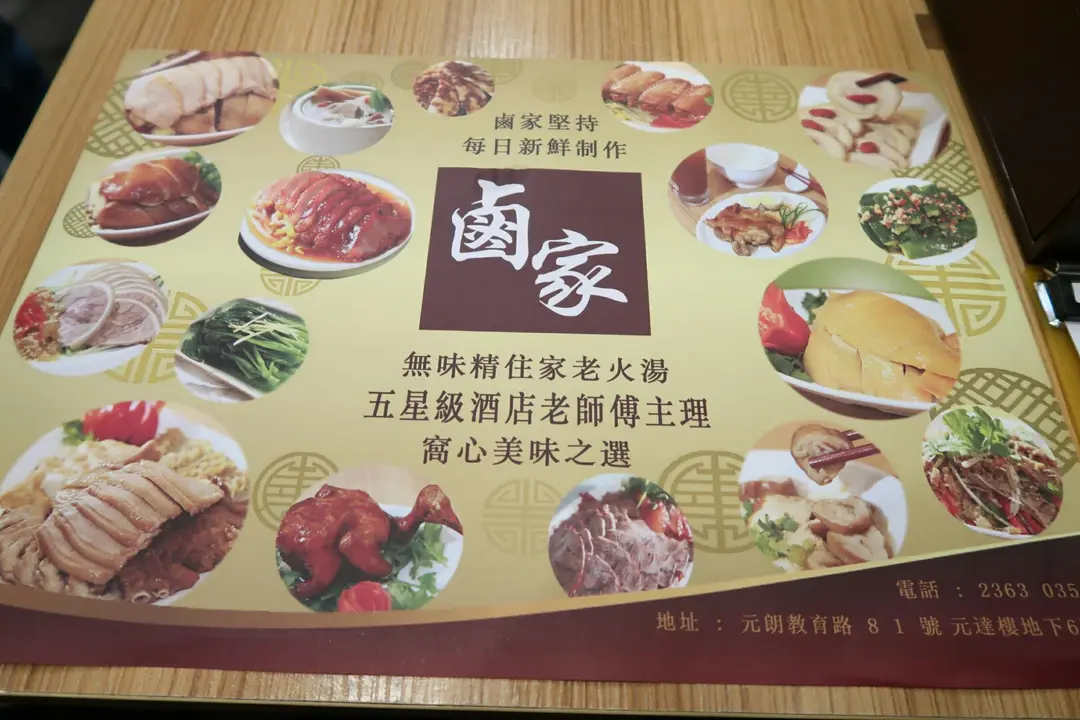 鹵家堅持
每日新鮮制作
鹵家
無味精住家老火湯
五星級酒店老師傅主理
窩心美味之選
電話 : 2363 035
地址 : 元朗教育路 8 1 號 元達樓地下6